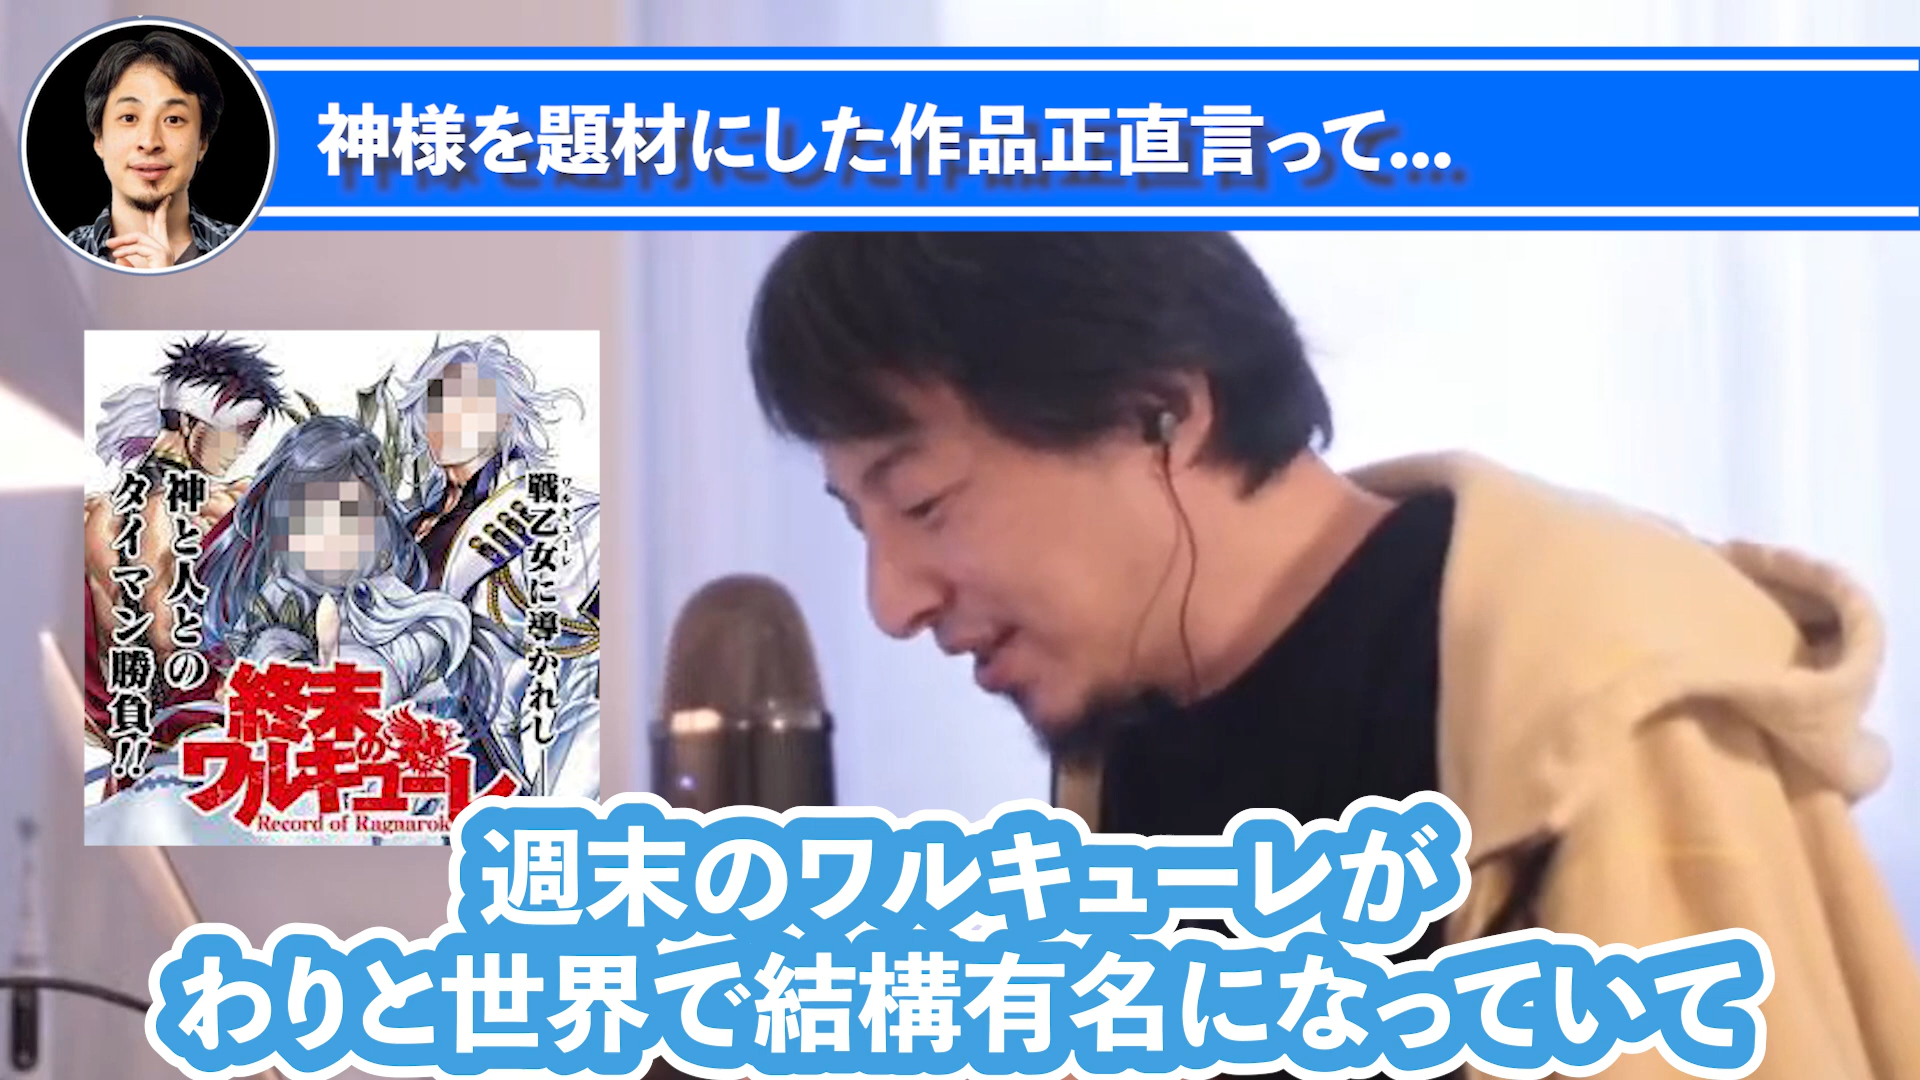 神様を題材にした作品正直言って...
戦乙女に導かれし
ワルキューレ
神と人との
タイマン勝負!!
終末の
ワルキューレ
Record of Ragnarok
週末のワルキューレが
わりと世界で結構有名になっていて